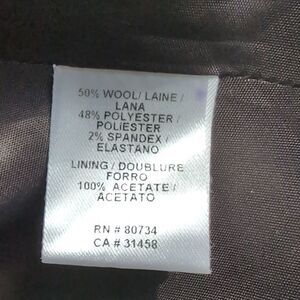 50% WOOL/ LAINE /
LANA
48% POLYESTER /
POLIESTER
2% SPANDEX /
ELASTANO
LINING / DOUBLURE
FORRO
100% ACETATE /
ACETATO
RN # 80734
CA # 31458